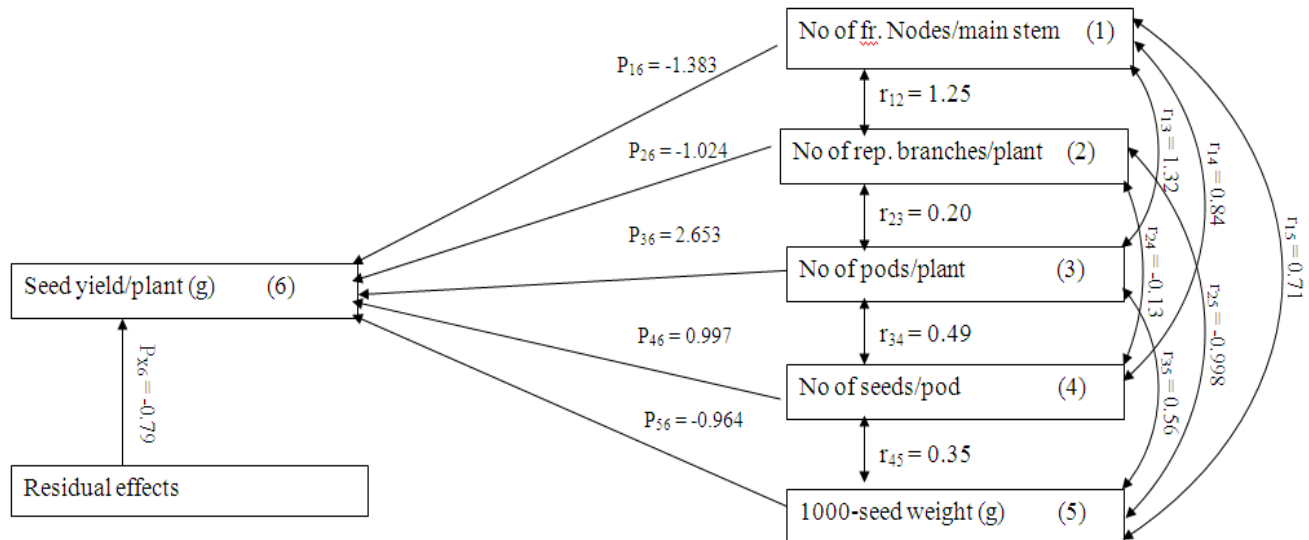 No of fr. Nodes/main stem (1)
P16 = -1.383
r12 = 1.25
r13 = 1.32
r14 = 0.84
r15 = 0.71
No of rep. branches/plant (2)
P26 = -1.024
r23 = 0.20
r24 = -0.13
r25 = -0.998
P36 = 2.653
No of pods/plant (3)
Seed yield/plant (g) (6)
P46 = 0.997
r34 = 0.49
r35 = 0.56
Px6 = -0.79
No of seeds/pod (4)
P56 = -0.964
r45 = 0.35
Residual effects
1000-seed weight (g) (5)